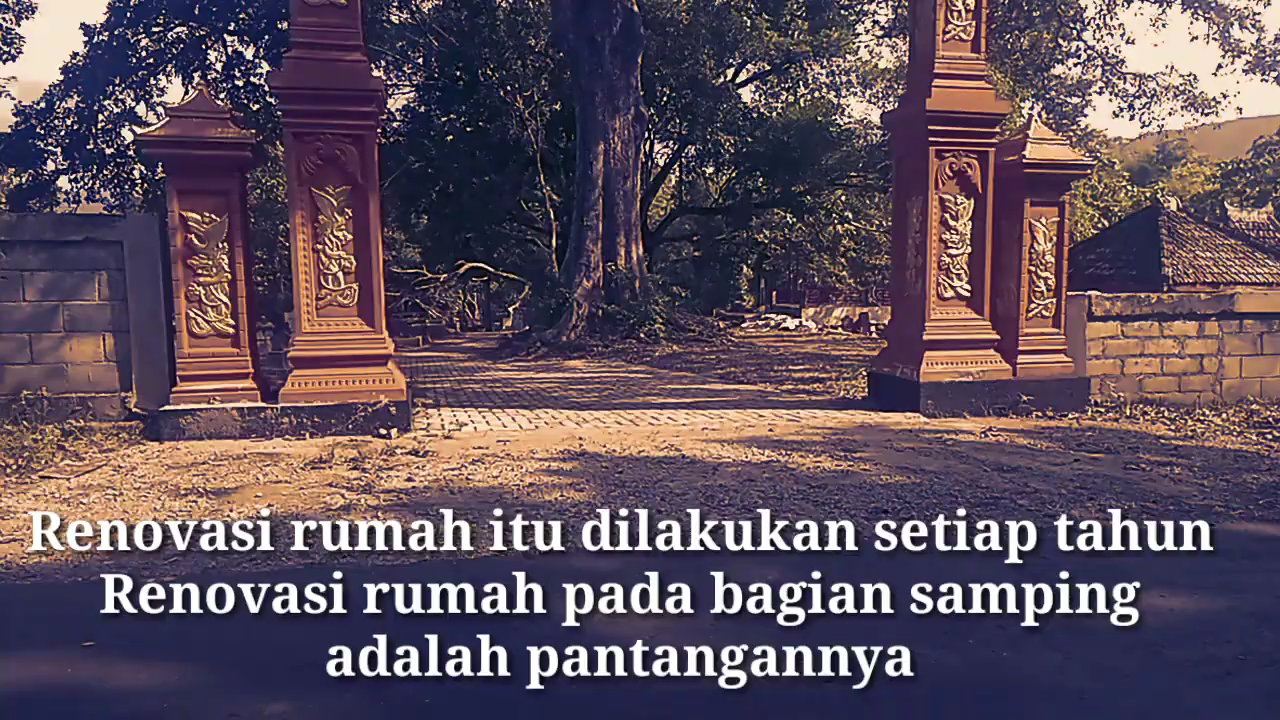 Renovasi rumah itu dilakukan setiap tahun
Renovasi rumah pada bagian samping
adalah pantangannya